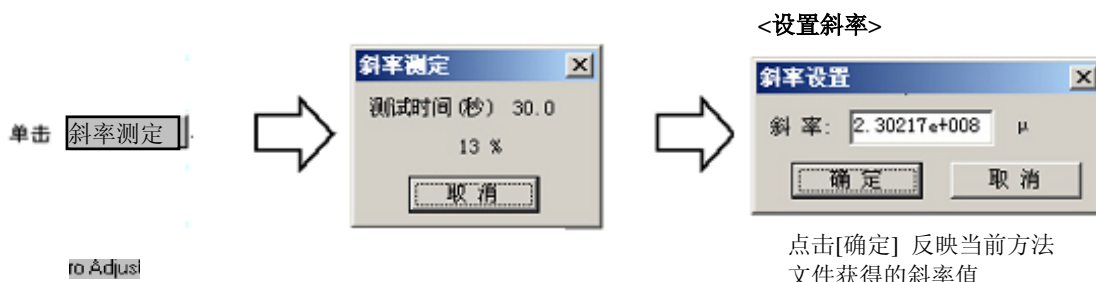 <设置斜率>
单击 斜率测定
斜率测定
测试时间(秒) 30.0
13 %
取消
斜率设置
斜 率: 2.30217e+008 μ
确定 取消
点击[确定] 反映当前方法
文件获得的斜率值
ro Adjus